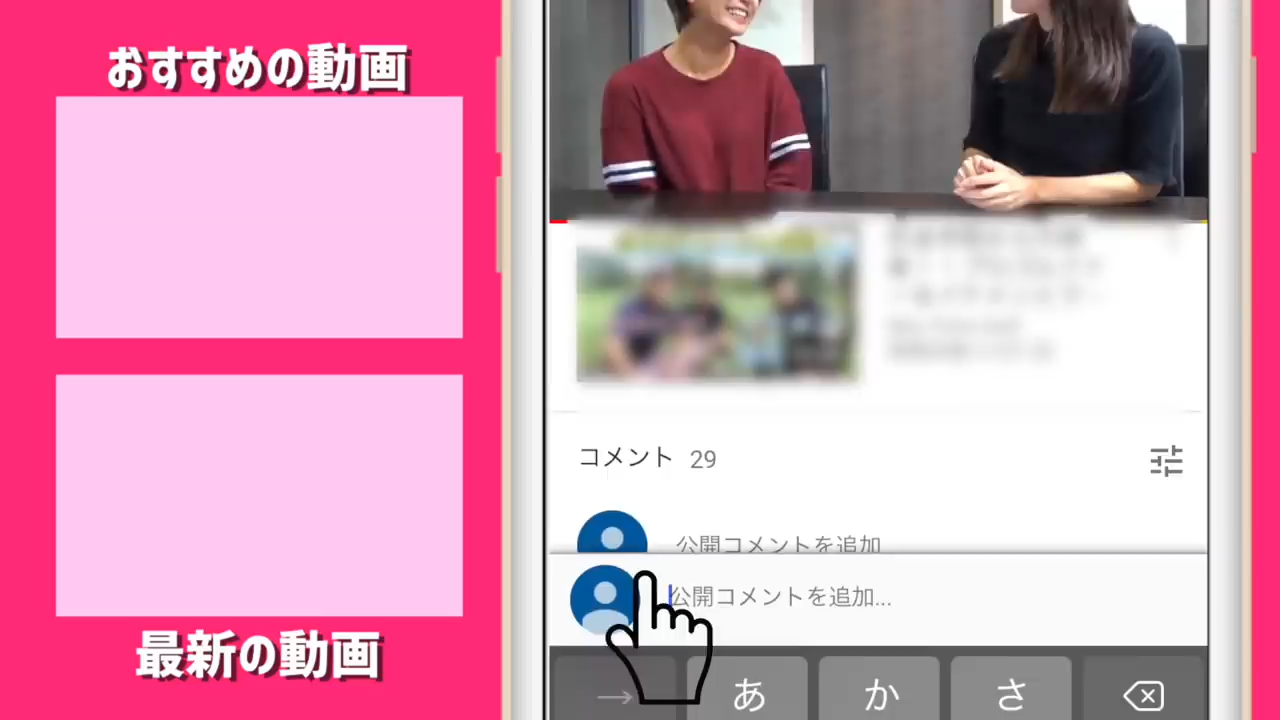 おすすめの動画
最新の動画
コメント 29
公開コメントを追加
公開コメントを追加...
→ あ か さ